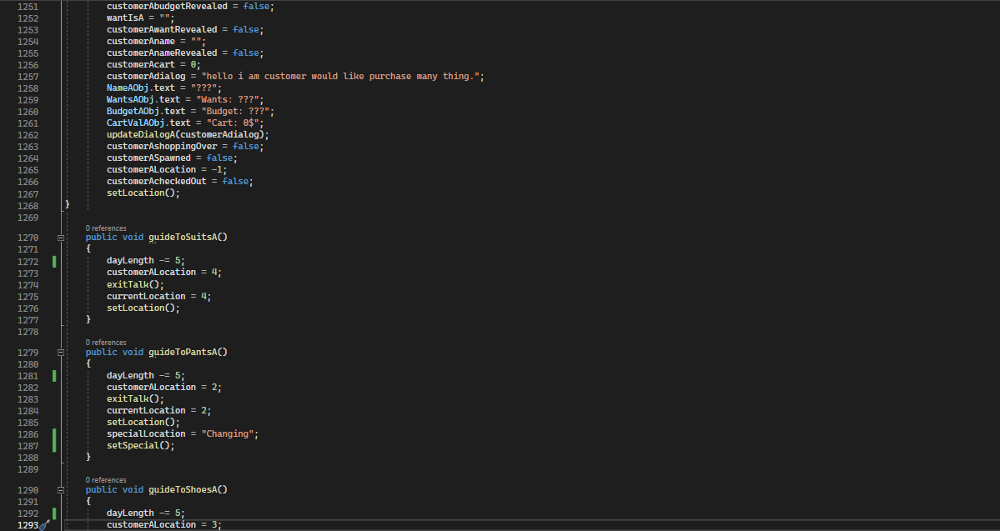 1251 customerAbudgetRevealed = false;
1252 wantIsA = "";
1253 customerAwantRevealed = false;
1254 customerAname = "";
1255 customerAnameRevealed = false;
1256 customerAcart = 0;
1257 customerAdialog = "hello i am customer would like purchase many thing.";
1258 NameAObj.text = "???";
1259 WantsAObj.text = "Wants: ???";
1260 BudgetAObj.text = "Budget: ???";
1261 CartValAObj.text = "Cart: 0$";
1262 updateDialogA(customerAdialog);
1263 customerAshoppingOver = false;
1264 customerASpawned = false;
1265 customerALocation = -1;
1266 customerAcheckedOut = false;
1267 setLocation();
1268 }
1269
0 references
1270 public void guideToSuitsA()
1271 {
1272 dayLength -= 5;
1273 customerALocation = 4;
1274 exitTalk();
1275 currentLocation = 4;
1276 setLocation();
1277 }
1278
0 references
1279 public void guideToPantsA()
1280 {
1281 dayLength -= 5;
1282 customerALocation = 2;
1283 exitTalk();
1284 currentLocation = 2;
1285 setLocation();
1286 specialLocation = "Changing";
1287 setSpecial();
1288 }
1289
0 references
1290 public void guideToShoesA()
1291 {
1292 dayLength -= 5;
1293 customerALocation = 3;